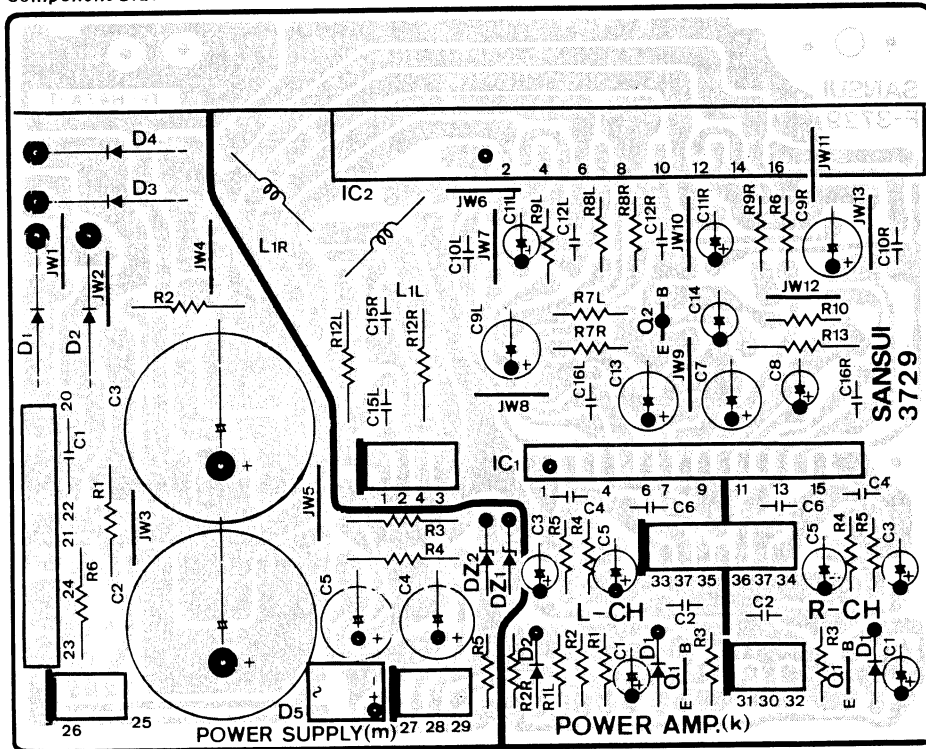 SANSUI
F-3729
D4
D3
IC2
2 4 6 8 10 12 14 16
JW11
JW1
JW2
JW4
L1R
JW6
C10L
JW7
C11L
R9L
C12L
R8L
R8R
C12R
JW10
C11R
R9R
R6
C9R
JW13
C10R
R2
D1
D2
C3
R12L
C15R
L1L
R12R
C9L
R7L
R7R
Q2
B
E
C14
JW12
R10
R13
C15L
JW8
C16L
C13
JW9
C7
C8
C16R
SANSUI
3729
20
C1
22
21
R1
JW3
JW5
IC1
1 2 4 3
1 4 6 7 9 11 13 15
C4
C6
C6
C4
R3
R4
DZ2
DZ1
C3
R5
R4
C5
C5
R4
R5
C3
24
R6
C2
C5
C4
33 37 35 36 37 34
L-CH
R-CH
C2
C2
23
R5
R2R
D2
R11L
R2
R1
C1
D1
Q1
B
E
R3
R3
Q1
B
E
D1
C1
26 25
D5
~
27 28 29
31 30 32
POWER SUPPLY(m)
POWER AMP.(k)